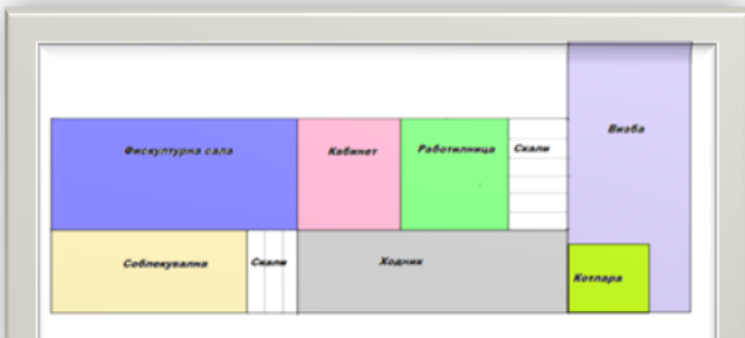 Визба
Фискултурна сала
Кабинет
Работилница
Скали
Соблекувална
Скали
Ходник
Котлара